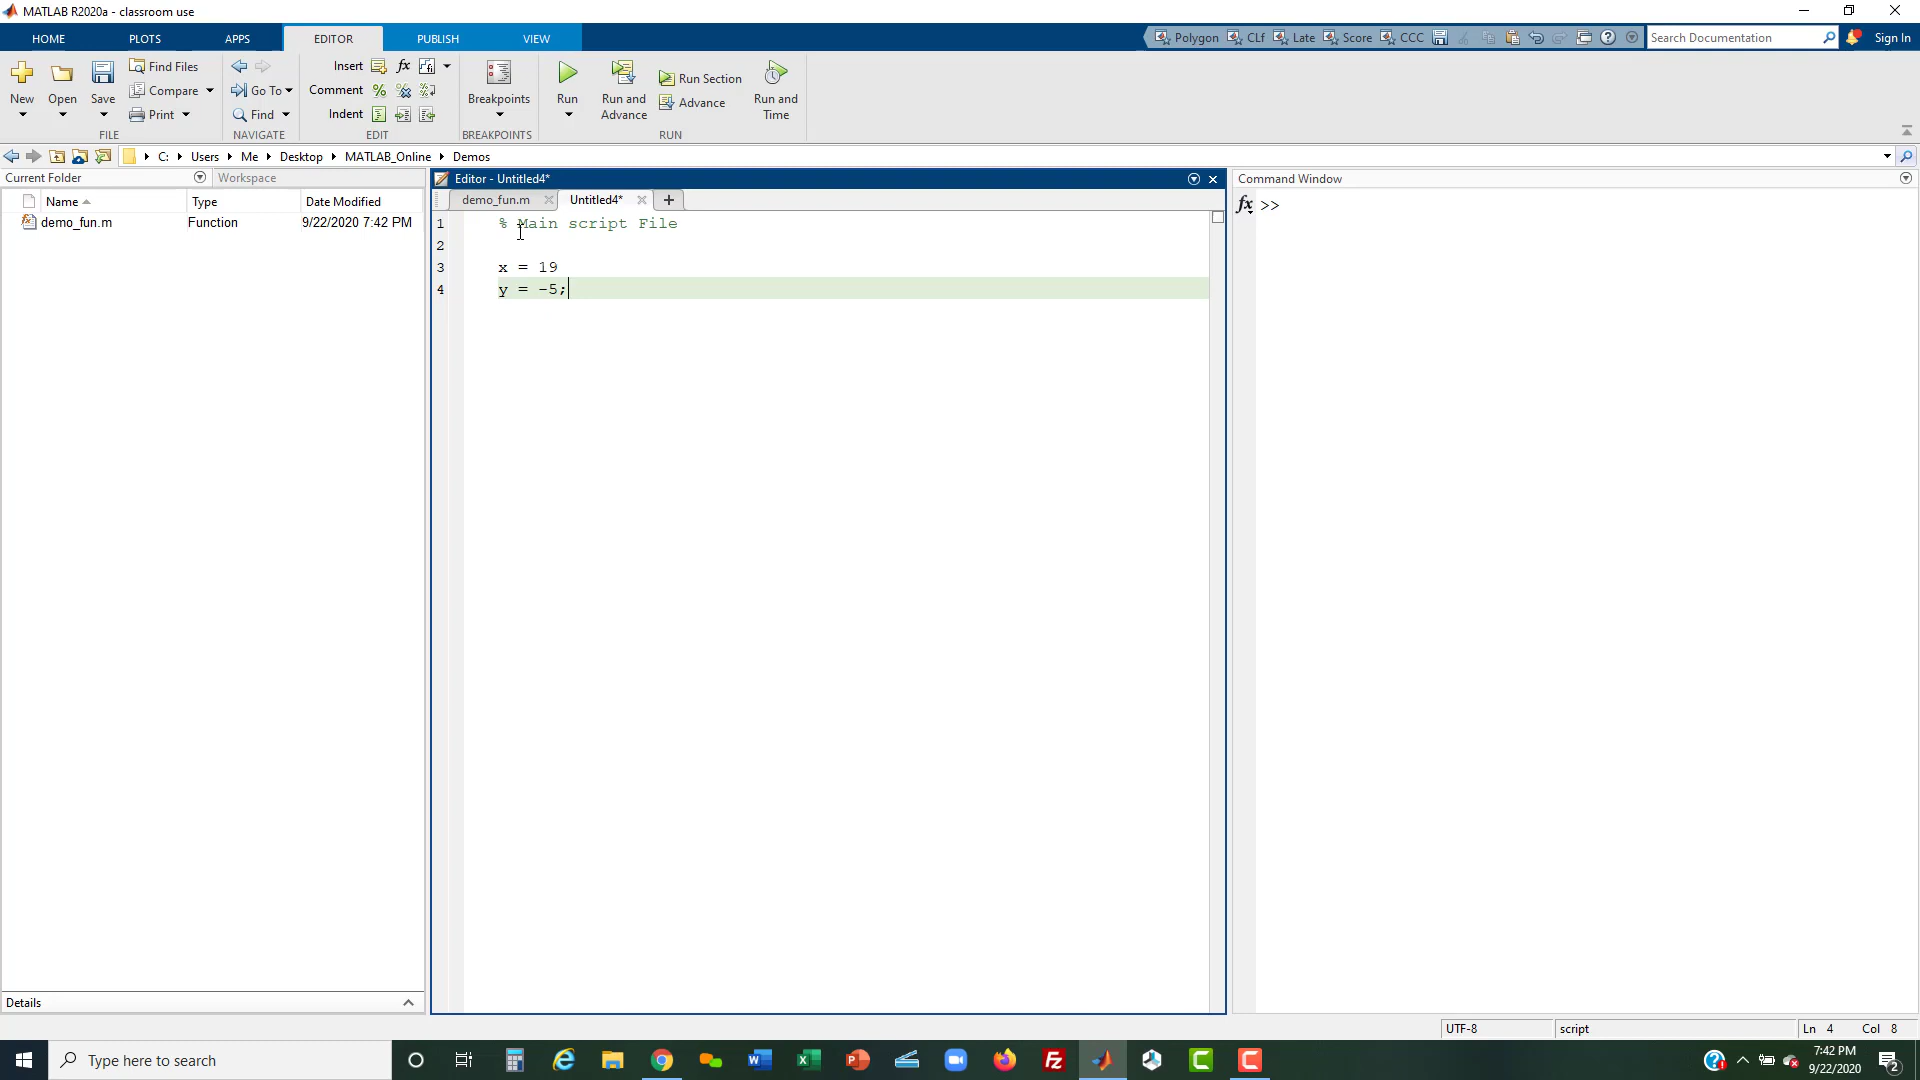 MATLAB R2020a - classroom use
HOME PLOTS APPS EDITOR PUBLISH VIEW
Polygon CLf Late Score CCC
Search Documentation
Sign In
New Open Save
Find Files
Compare
Print
FILE
Go To
Find
NAVIGATE
Insert fx
Comment
Indent
EDIT
Breakpoints
BREAKPOINTS
Run
Run and Advance
Run Section
Advance
Run and Time
RUN
C: Users Me Desktop MATLAB_Online Demos
Current Folder Workspace
Name Type Date Modified
demo_fun.m Function 9/22/2020 7:42 PM
Details
Editor - Untitled4*
demo_fun.m Untitled4* +
1 % Main script File
2
3 x = 19
4 y = -5;
Command Window
fx >>
UTF-8 script Ln 4 Col 8
Type here to search
7:42 PM
9/22/2020
2